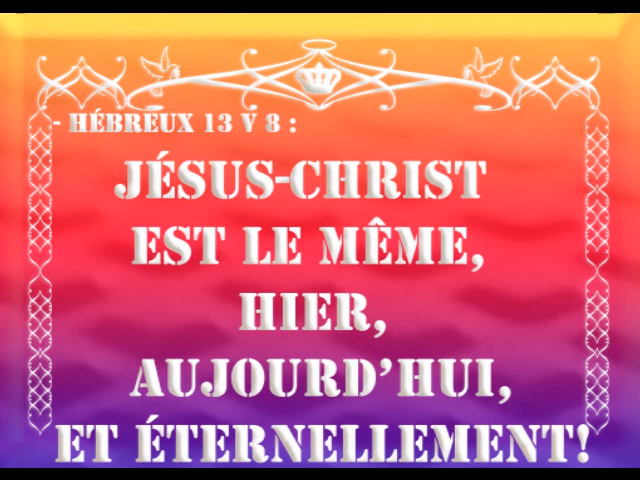 - HÉBREUX 13 V 8 :
JÉSUS-CHRIST
EST LE MÊME,
HIER,
AUJOURD'HUI,
ET ÉTERNELLEMENT!